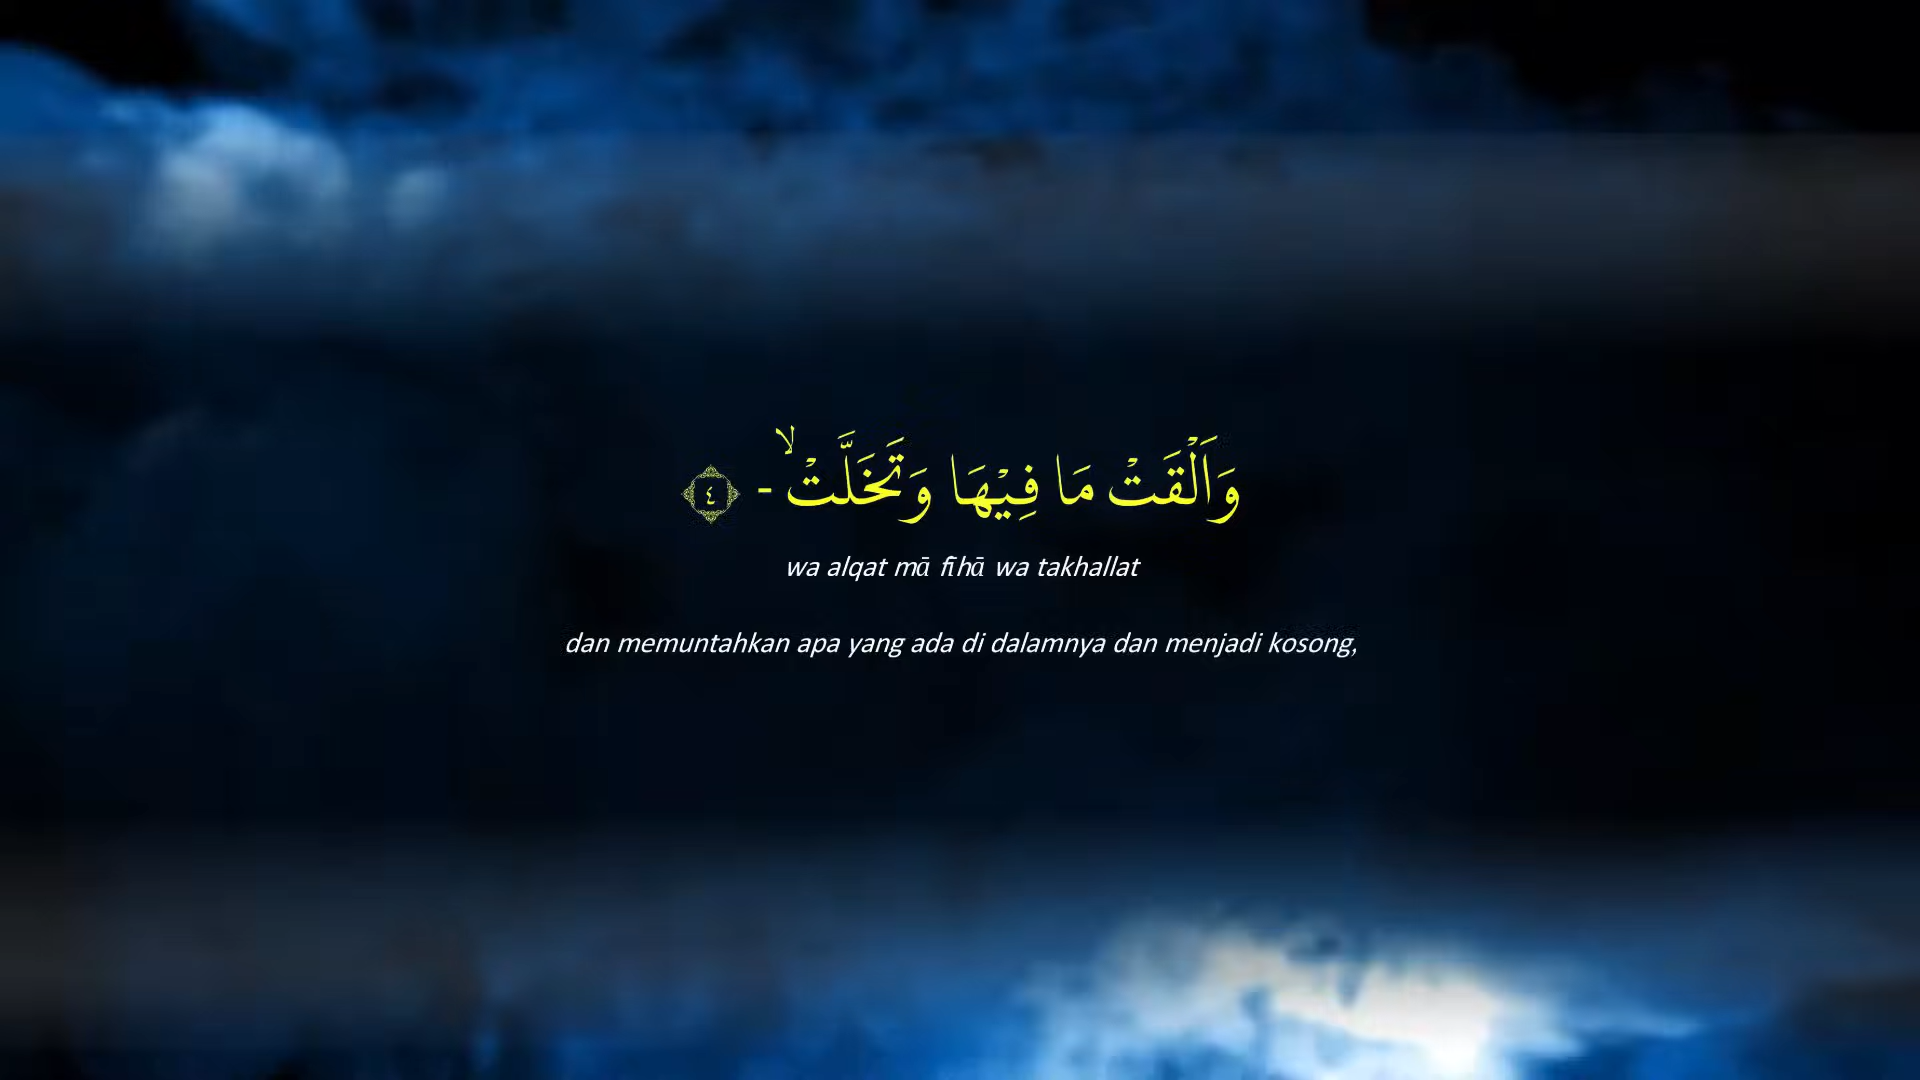 وَاَلْقَتْ مَا فِيْهَا وَتَخَلَّتْۙ - ٤
wa alqat mā fīhā wa takhallat
dan memuntahkan apa yang ada di dalamnya dan menjadi kosong,